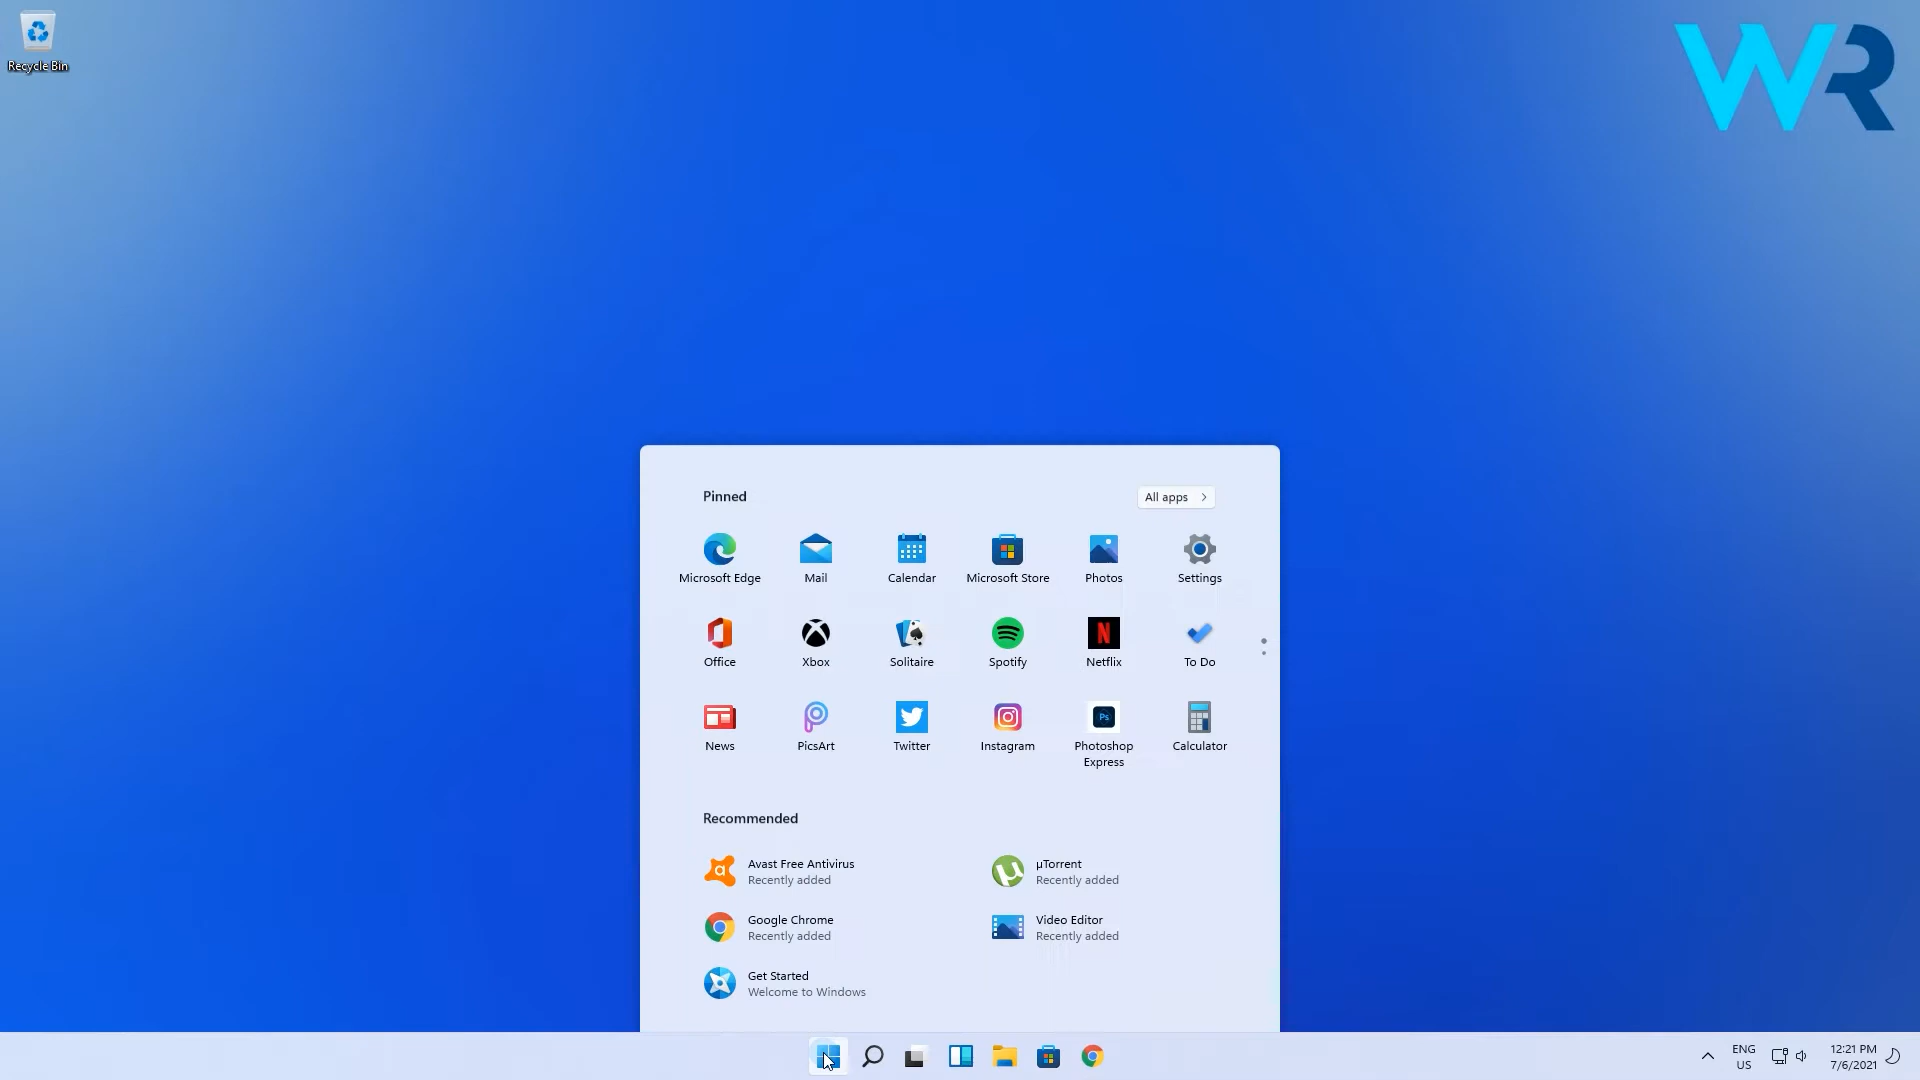 Recycle Bin
WR
Pinned
All apps
Microsoft Edge
Mail
Calendar
Microsoft Store
Photos
Settings
Office
Xbox
Solitaire
Spotify
Netflix
To Do
News
PicsArt
Twitter
Instagram
Ps
Photoshop
Express
Calculator
Recommended
Avast Free Antivirus
Recently added
µTorrent
Recently added
Google Chrome
Recently added
Video Editor
Recently added
Get Started
Welcome to Windows
ENG
US
12:21 PM
7/6/2021